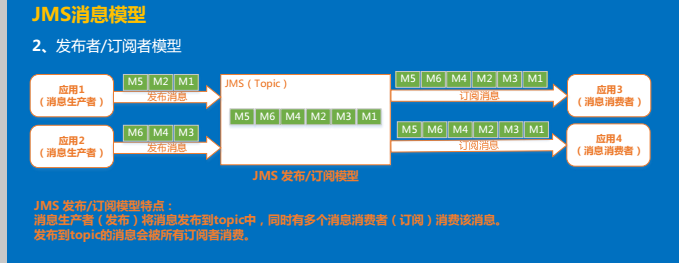 JMS消息模型
2、发布者/订阅者模型
应用1
（消息生产者）
M5 M2 M1
发布消息
JMS（Topic）
M5 M6 M4 M2 M3 M1
M5 M6 M4 M2 M3 M1
订阅消息
应用3
（消息消费者）
应用2
（消息生产者）
M6 M4 M3
发布消息
M5 M6 M4 M2 M3 M1
订阅消息
应用4
（消息消费者）
JMS 发布/订阅模型
JMS 发布/订阅模型特点：
消息生产者（发布）将消息发布到topic中，同时有多个消息消费者（订阅）消费该消息。
发布到topic的消息会被所有订阅者消费。